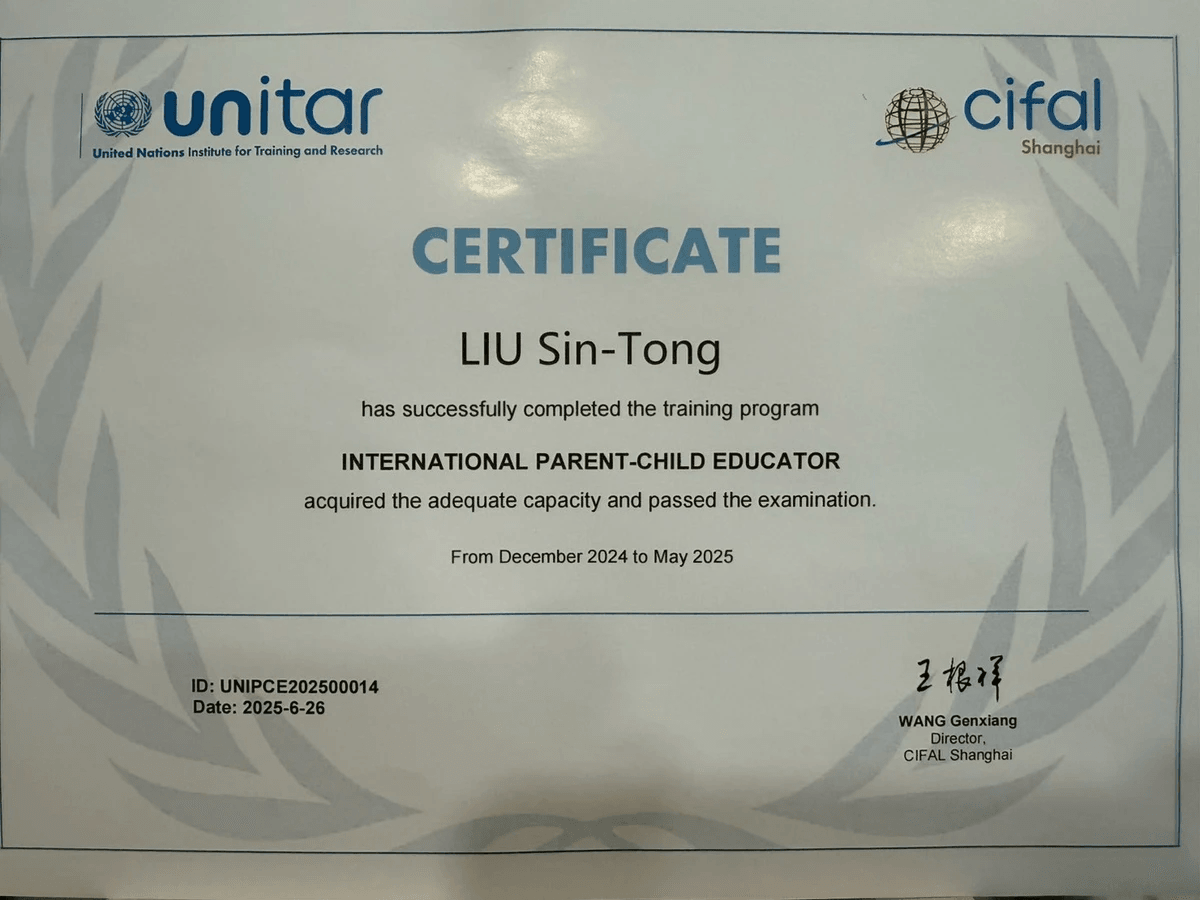 unitar
United Nations Institute for Training and Research
cifal
Shanghai
CERTIFICATE
LIU Sin-Tong
has successfully completed the training program
INTERNATIONAL PARENT-CHILD EDUCATOR
acquired the adequate capacity and passed the examination.
From December 2024 to May 2025
ID: UNIPCE202500014
Date: 2025-6-26
王根祥
WANG Genxiang
Director,
CIFAL Shanghai